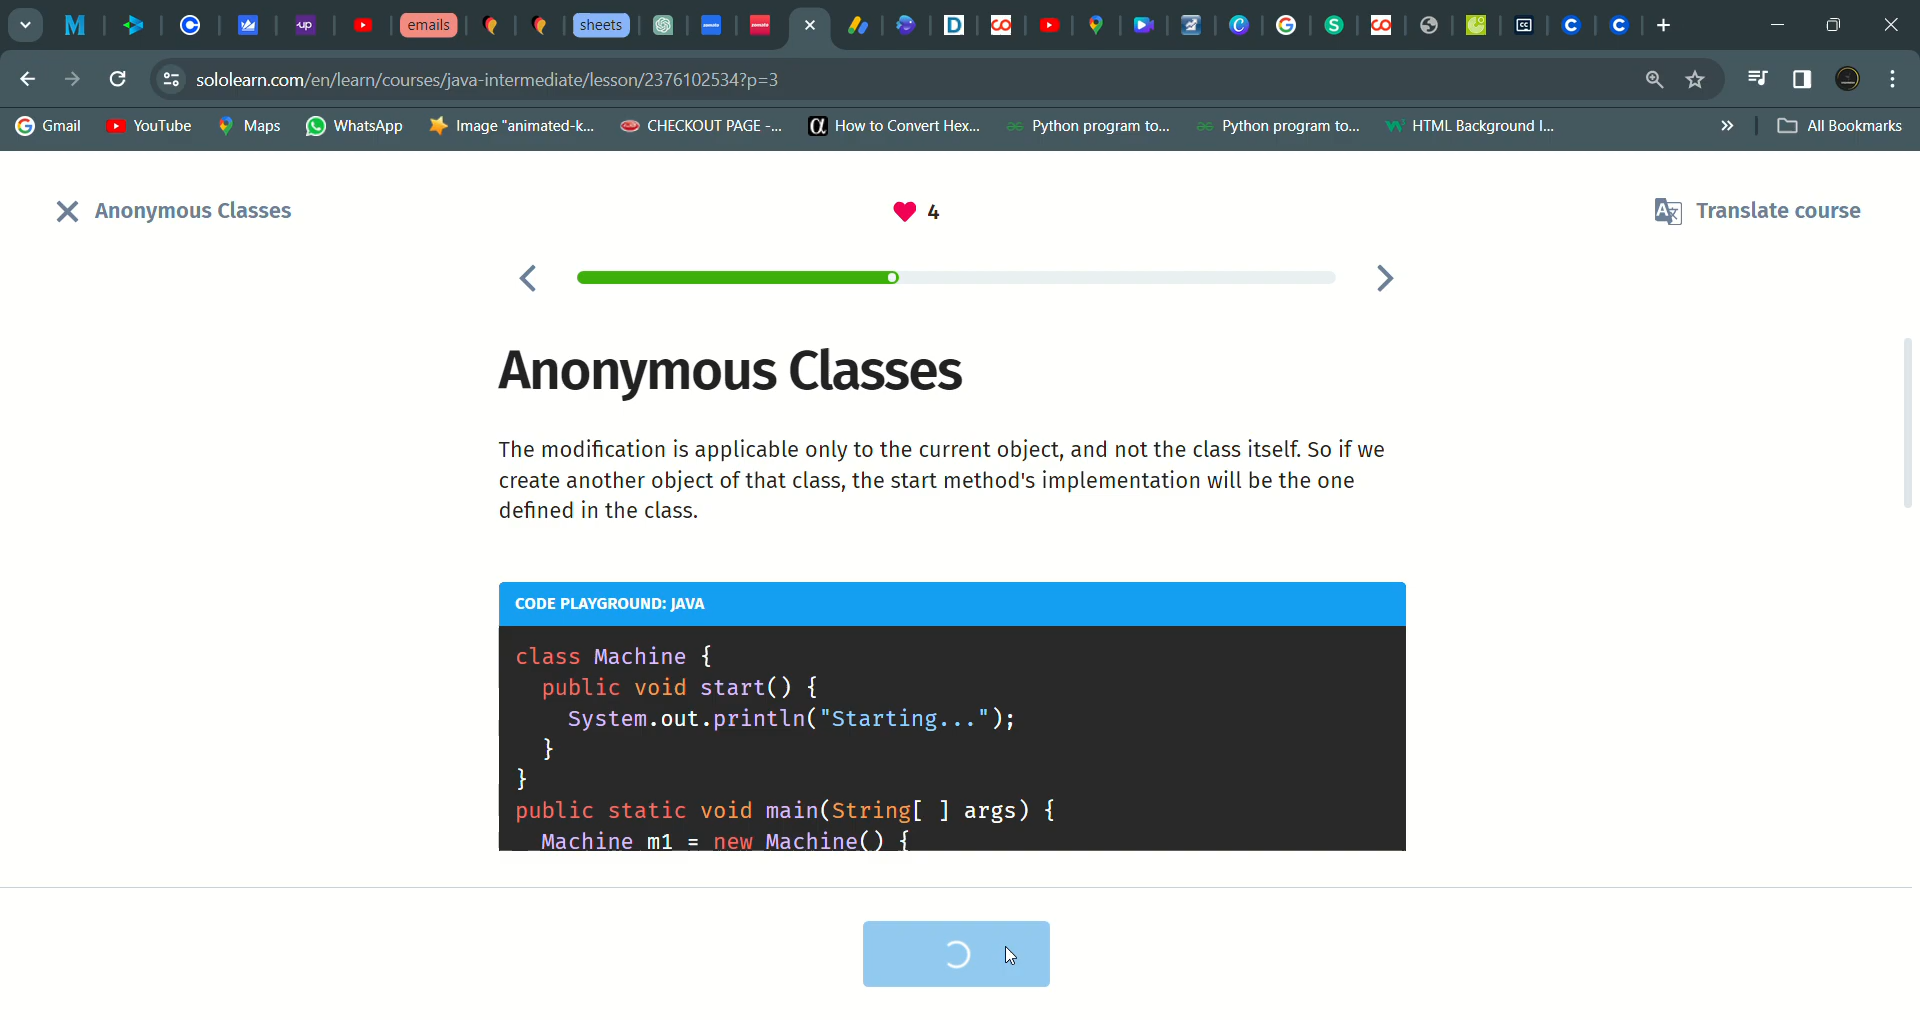 emails
sheets
sololearn.com/en/learn/courses/java-intermediate/lesson/2376102534?p=3
Gmail
YouTube
Maps
WhatsApp
Image "animated-k...
CHECKOUT PAGE -...
How to Convert Hex...
Python program to...
Python program to...
HTML Background I...
All Bookmarks
Anonymous Classes
4
Translate course
Anonymous Classes
The modification is applicable only to the current object, and not the class itself. So if we
create another object of that class, the start method's implementation will be the one
defined in the class.
CODE PLAYGROUND: JAVA
class Machine {
public void start() {
System.out.println("Starting...");
}
}
public static void main(String[ ] args) {
Machine m1 = new Machine() {